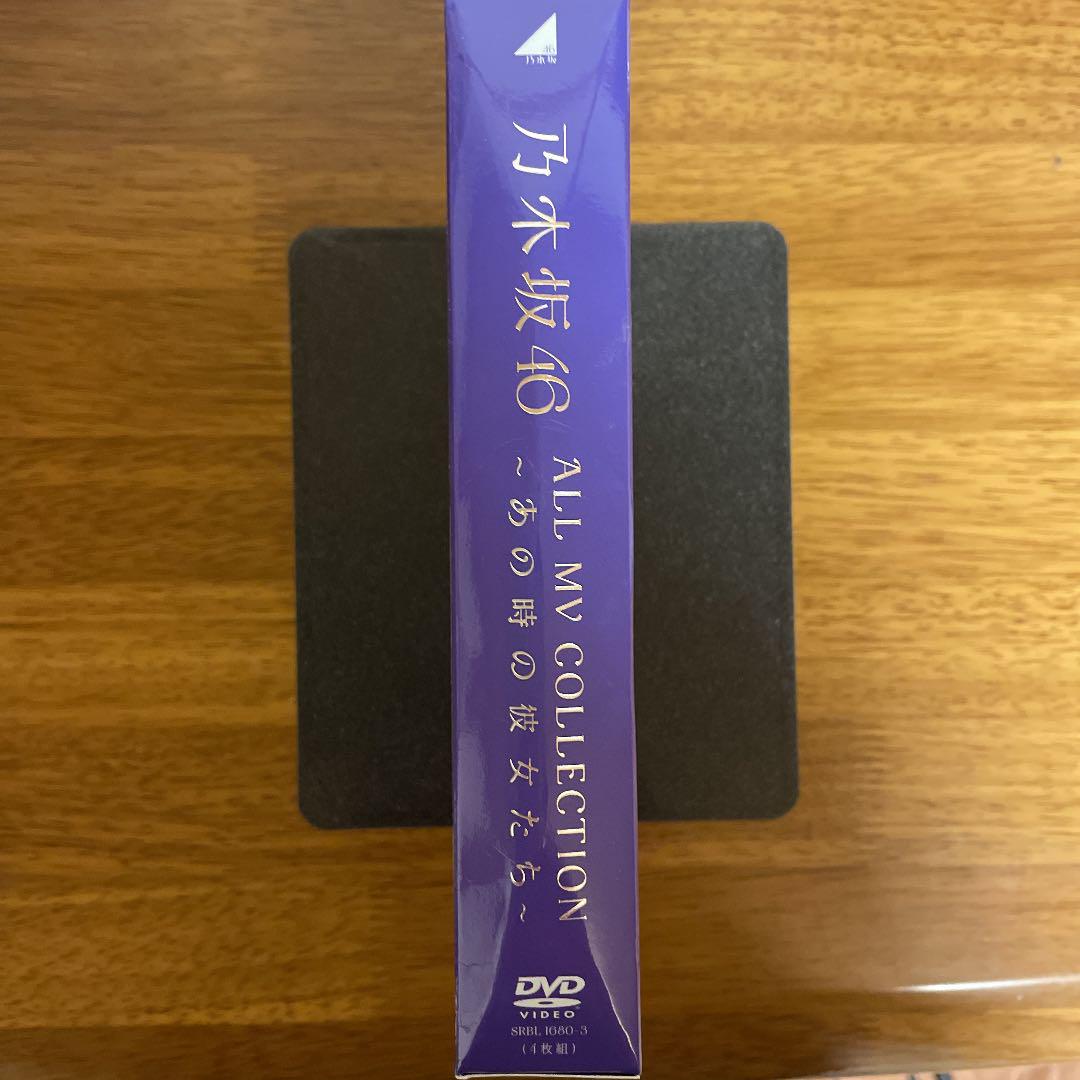 46
乃木坂
乃木坂46
ALL MV COLLECTION
~あの時の彼女たち~
DVD
VIDEO
SRBL 1680-3
(4枚組)